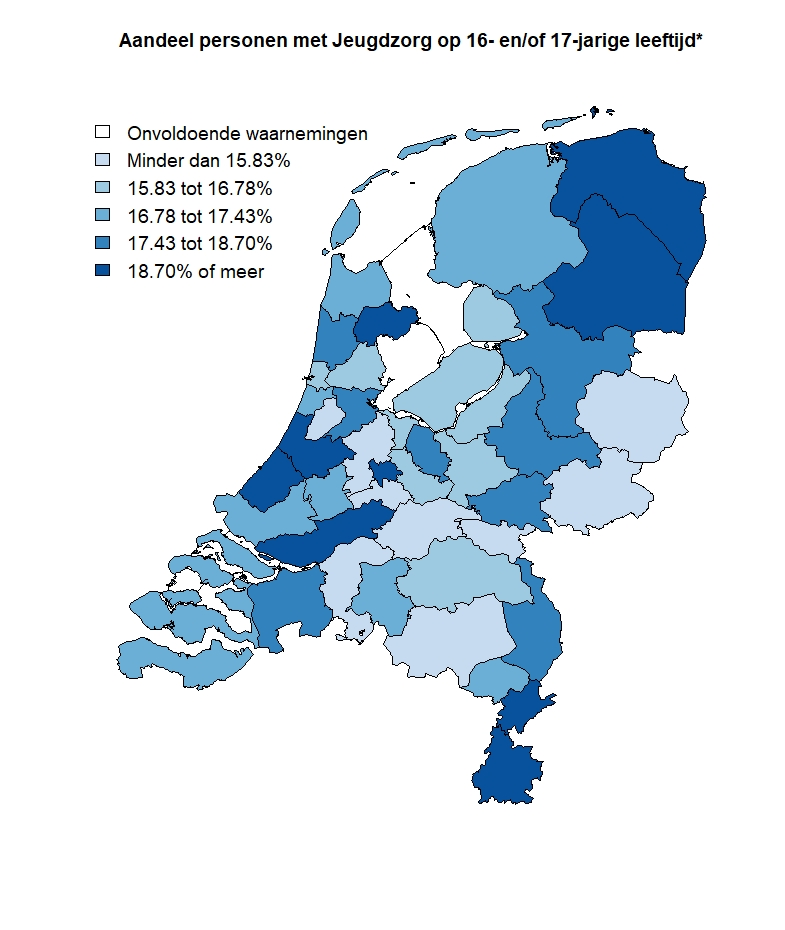 Aandeel personen met Jeugdzorg op 16- en/of 17-jarige leeftijd*
Onvoldoende waarnemingen
Minder dan 15.83%
15.83 tot 16.78%
16.78 tot 17.43%
17.43 tot 18.70%
18.70% of meer